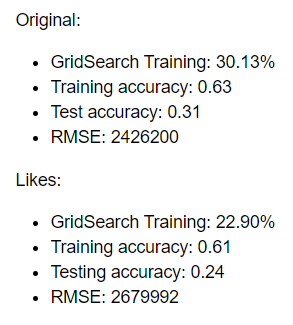 Original:
• GridSearch Training: 30.13%
• Training accuracy: 0.63
• Test accuracy: 0.31
• RMSE: 2426200
Likes:
• GridSearch Training: 22.90%
• Training accuracy: 0.61
• Testing accuracy: 0.24
• RMSE: 2679992